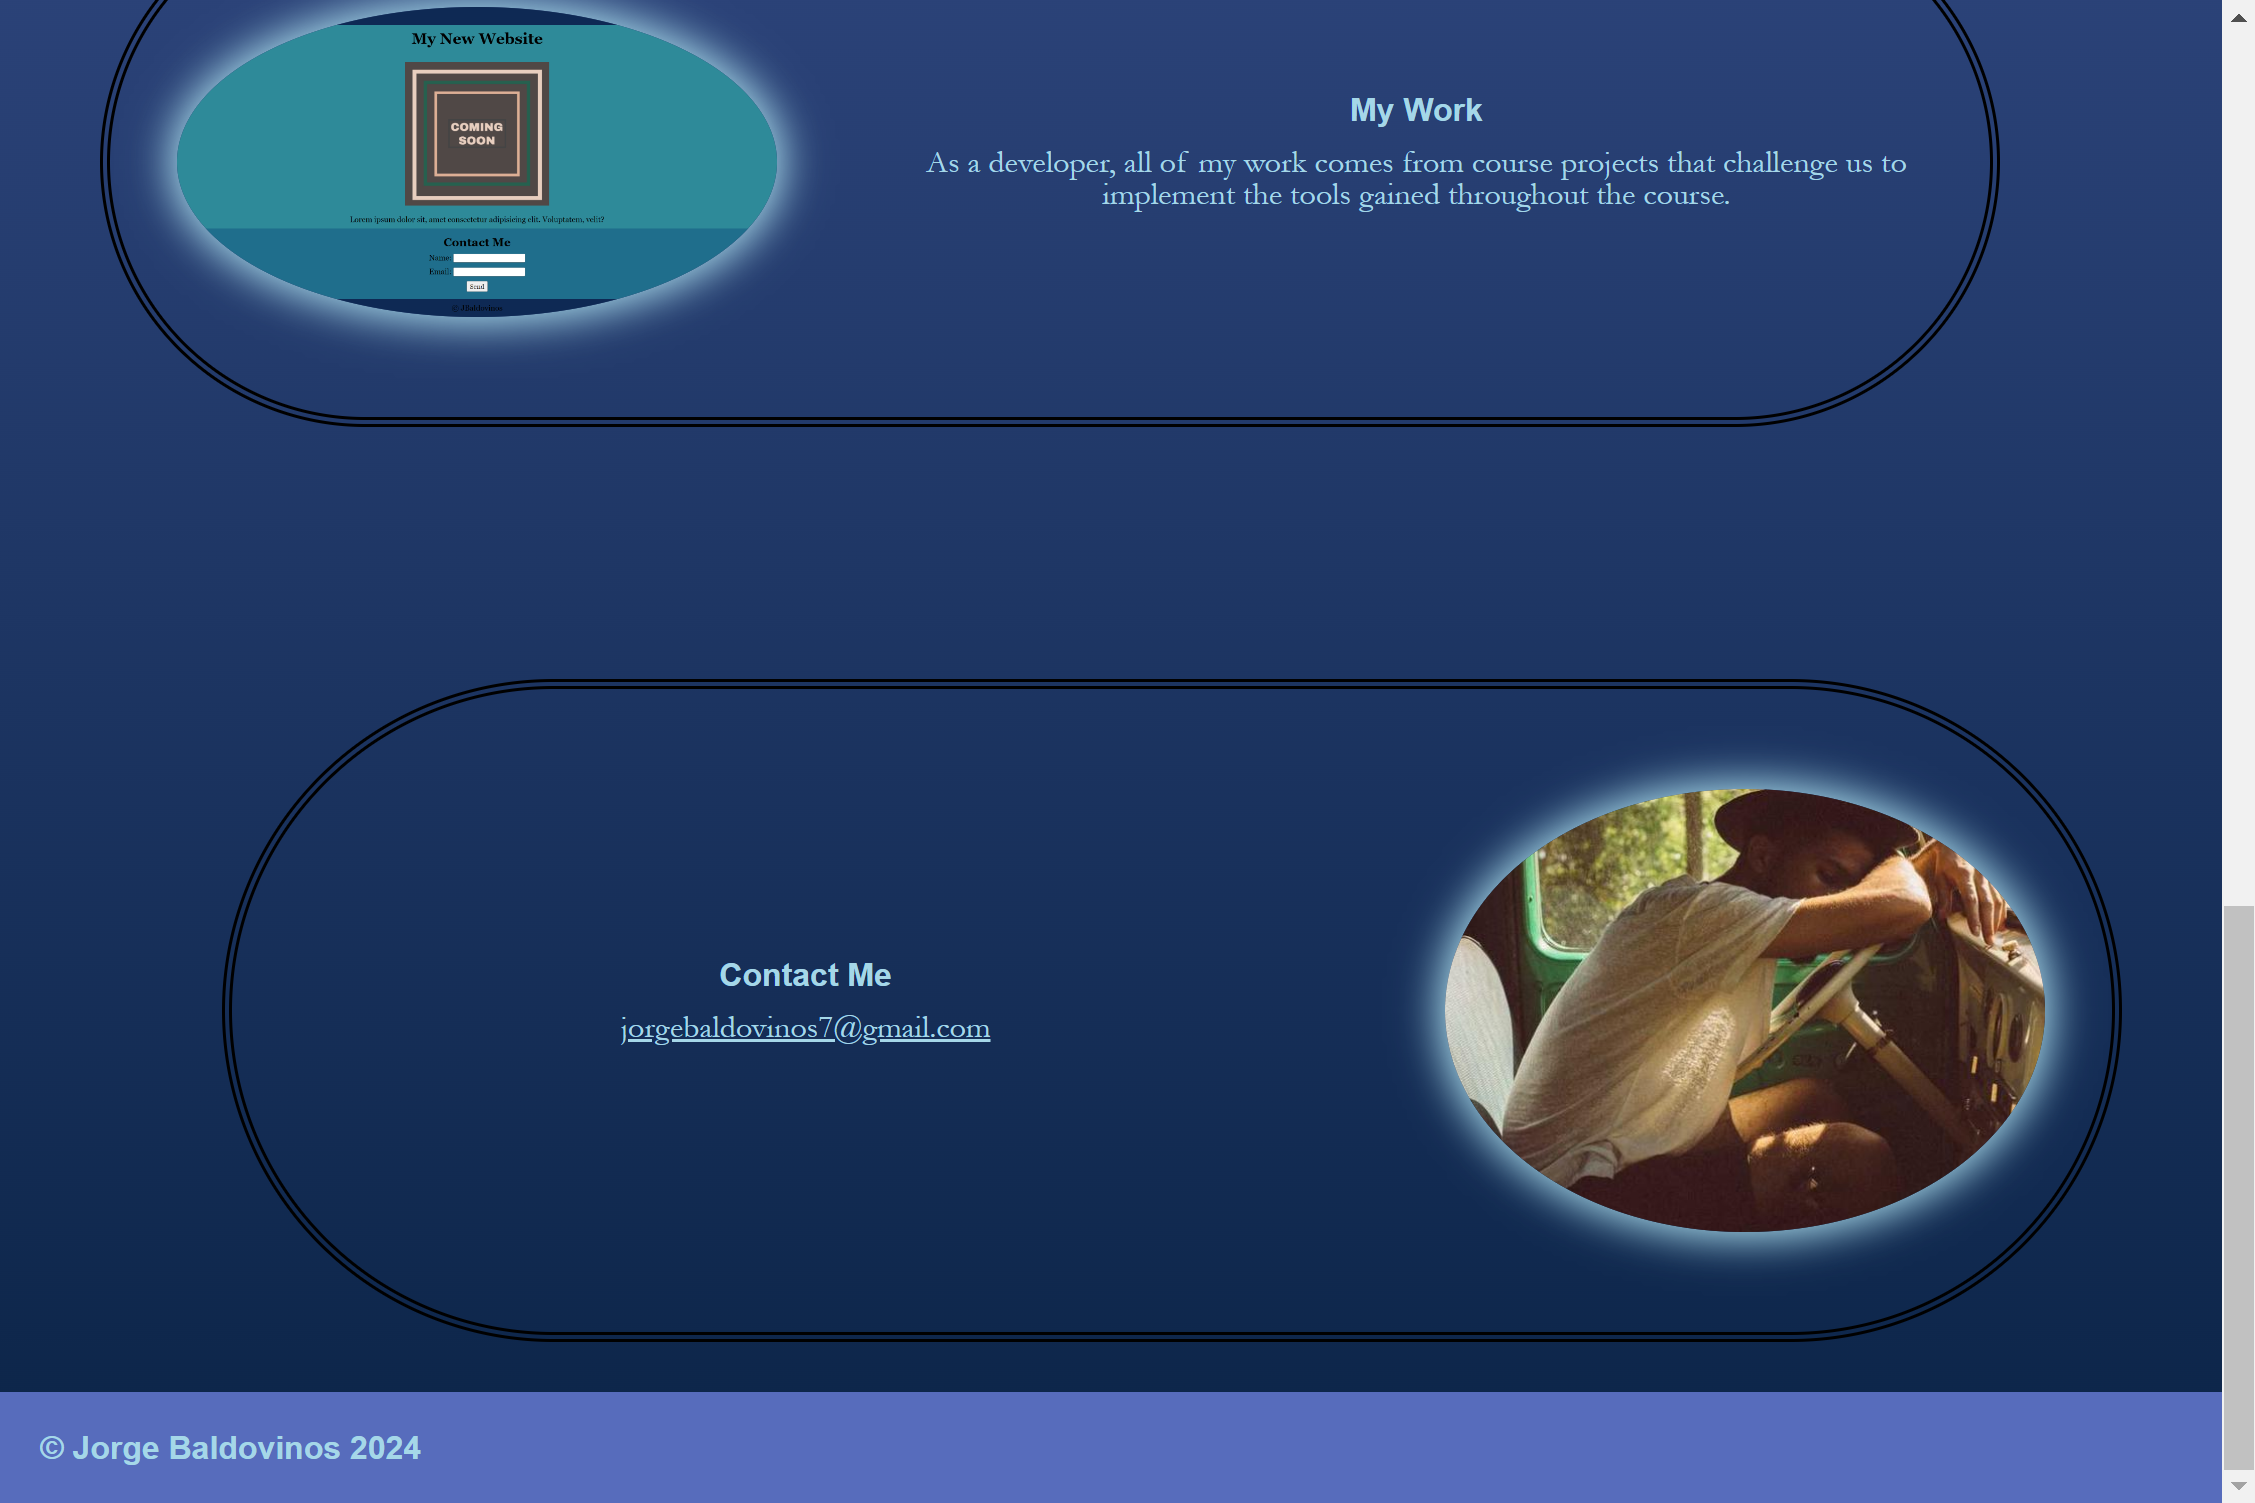 My New Website
COMING
SOON
Lorem ipsum dolor sit, amet consectetur adipisicing elit. Voluptatem, velit?
Contact Me
Name:
Email:
Send
© JBaldovinos
My Work
As a developer, all of my work comes from course projects that challenge us to
implement the tools gained throughout the course.
Contact Me
jorgebaldovinos7@gmail.com
© Jorge Baldovinos 2024